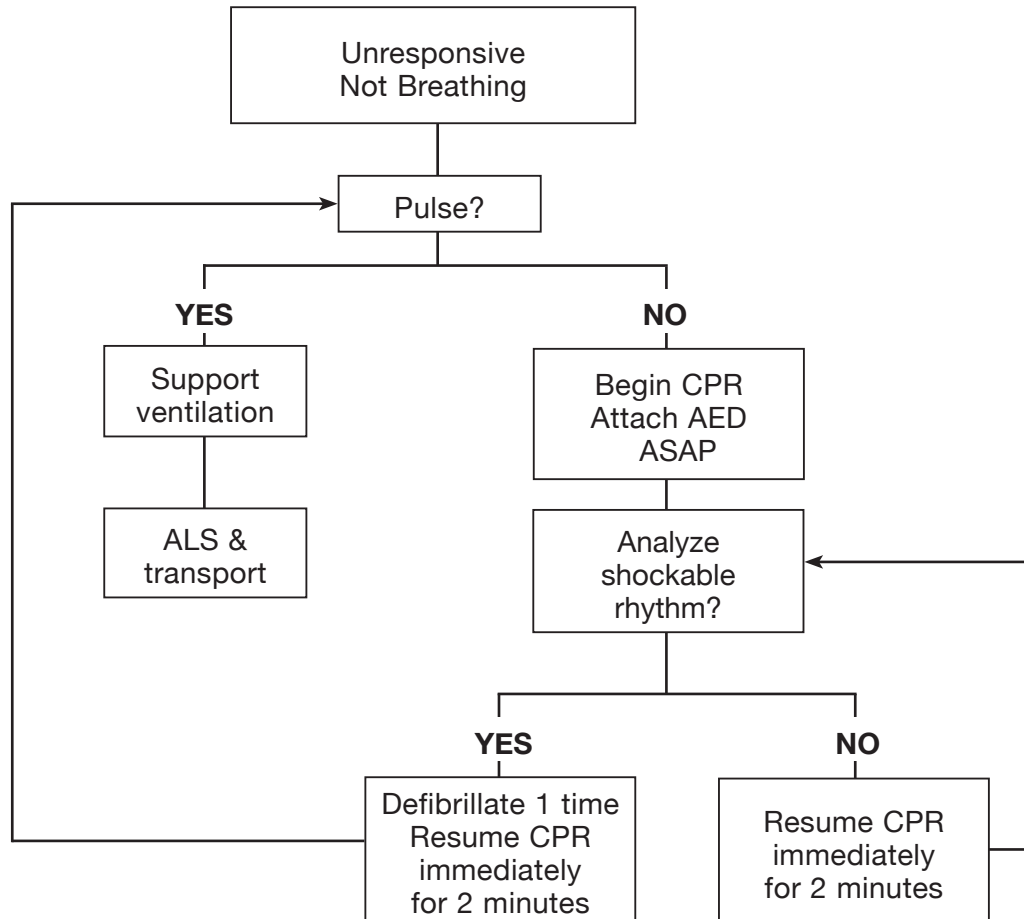 Unresponsive
Not Breathing
Pulse?
YES
NO
Support
ventilation
Begin CPR
Attach AED
ASAP
ALS &
transport
Analyze
shockable
rhythm?
YES
NO
Defibrillate 1 time
Resume CPR
immediately
for 2 minutes
Resume CPR
immediately
for 2 minutes